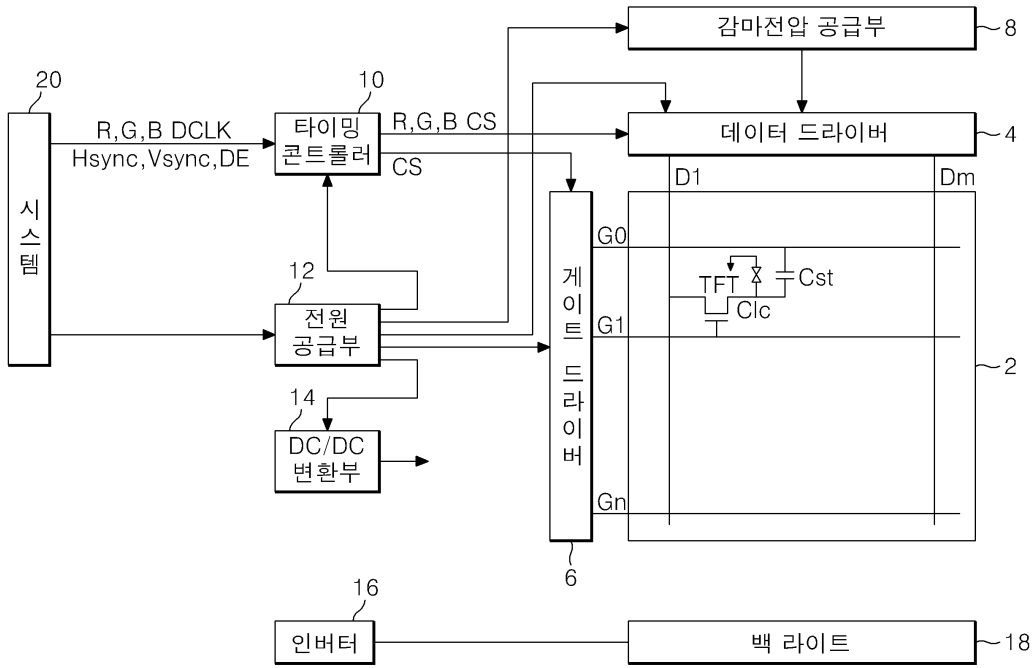 감마전압 공급부
8
20
시스템
R,G,B DCLK
Hsync,Vsync,DE
10
타이밍
콘트롤러
R,G,B CS
CS
데이터 드라이버
4
D1
Dm
12
전원
공급부
14
DC/DC
변환부
게이트 드라이버
6
G0
TFT
Clc
Cst
G1
Gn
2
16
인버터
백 라이트
18